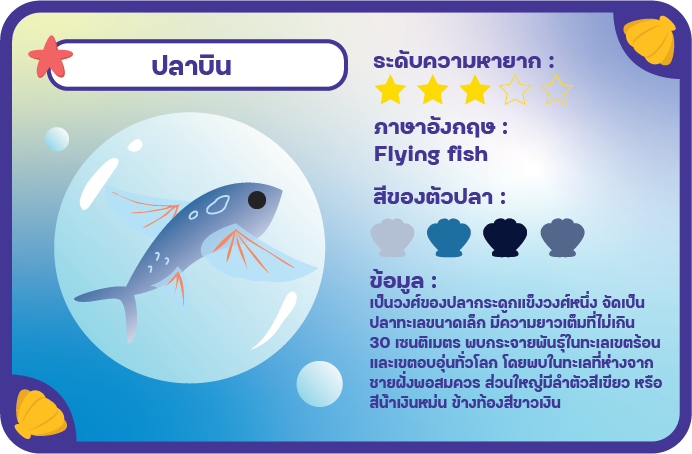 ปลาบิน
ระดับความหายาก :
ภาษาอังกฤษ :
Flying fish
สีของตัวปลา :
ข้อมูล :
เป็นวงศ์ของปลากระดูกแข็งวงศ์หนึ่ง จัดเป็น
ปลาทะเลขนาดเล็ก มีความยาวเต็มที่ไม่เกิน
30 เซนติเมตร พบกระจายพันธุ์ในทะเลเขตร้อน
และเขตอบอุ่นทั่วโลก โดยพบในทะเลที่ห่างจาก
ชายฝั่งพอสมควร ส่วนใหญ่มีลำตัวสีเขียว หรือ
สีน้ำเงินหม่น ข้างท้องสีขาวเงิน